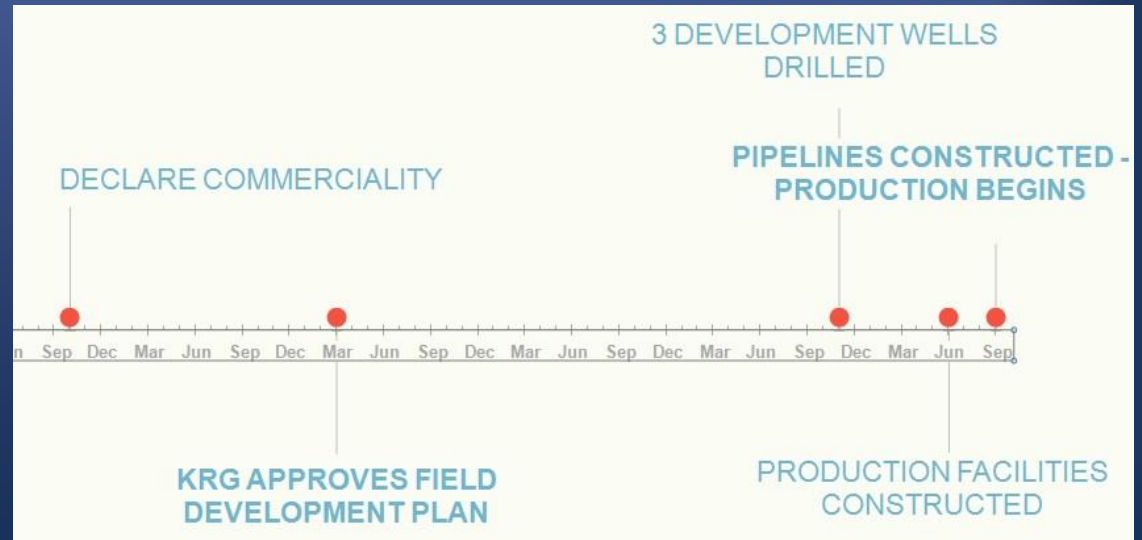 3 DEVELOPMENT WELLS
DRILLED
PIPELINES CONSTRUCTED -
PRODUCTION BEGINS
DECLARE COMMERCIALITY
n Sep Dec Mar Jun Sep Dec Mar Jun Sep Dec Mar Jun Sep Dec Mar Jun Sep Dec Mar Jun Sep
KRG APPROVES FIELD
DEVELOPMENT PLAN
PRODUCTION FACILITIES
CONSTRUCTED